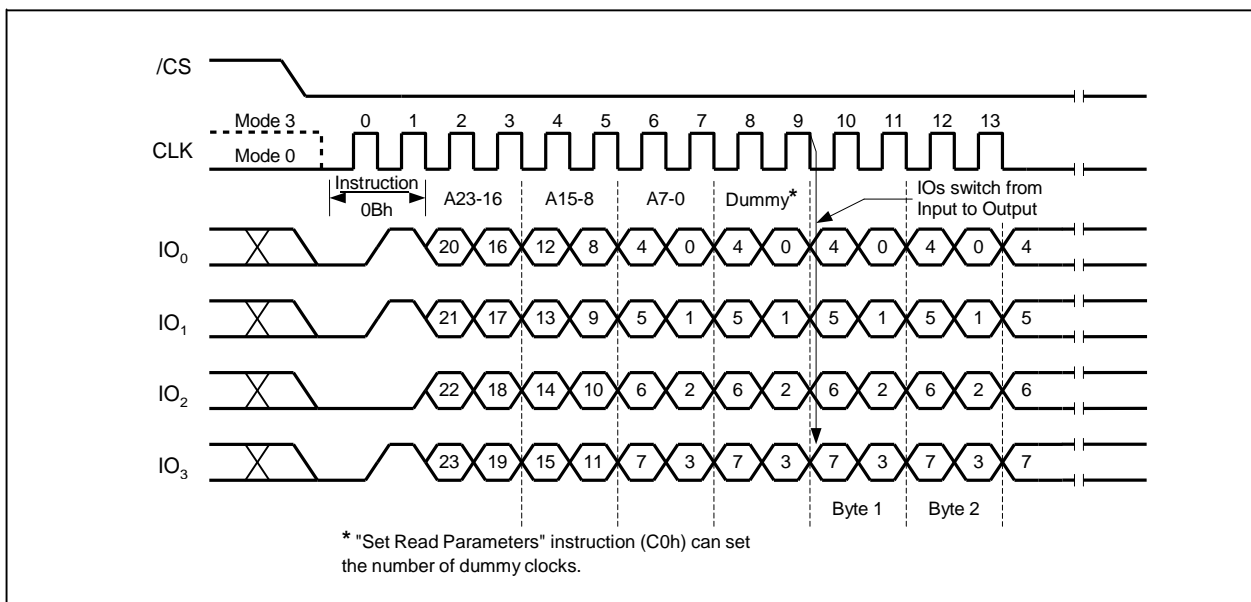 /CS
Mode 3 0 1 2 3 4 5 6 7 8 9 10 11 12 13
CLK Mode 0
Instruction
0Bh A23-16 A15-8 A7-0 Dummy*
IOs switch from
Input to Output
IO0 20 16 12 8 4 0 4 0 4 0 4 0 4
IO1 21 17 13 9 5 1 5 1 5 1 5 1 5
IO2 22 18 14 10 6 2 6 2 6 2 6 2 6
IO3 23 19 15 11 7 3 7 3 7 3 7 3 7
Byte 1 Byte 2
* "Set Read Parameters" instruction (C0h) can set
the number of dummy clocks.